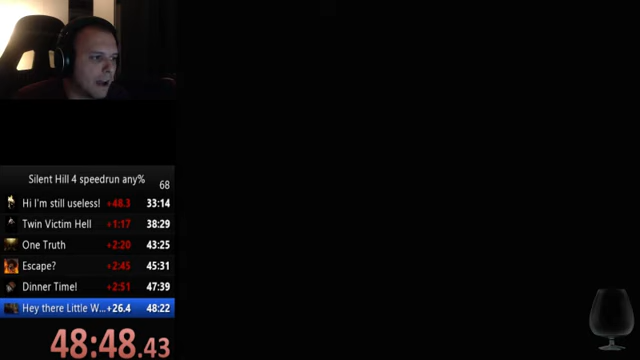 Silent Hill 4 speedrun any%
68
Hi I'm still useless! +48.3 33:14
Twin Victim Hell +1:17 38:29
One Truth +2:20 43:25
Escape? +2:45 45:31
Dinner Time! +2:51 47:39
Hey there Little W... +26.4 48:22
48:48.43